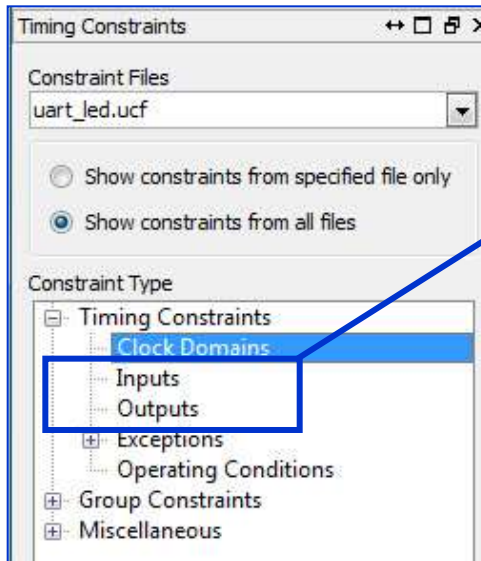 Timing Constraints
Constraint Files
uart_led.ucf
Show constraints from specified file only
Show constraints from all files
Constraint Type
Timing Constraints
Clock Domains
Inputs
Outputs
Exceptions
Operating Conditions
Group Constraints
Miscellaneous